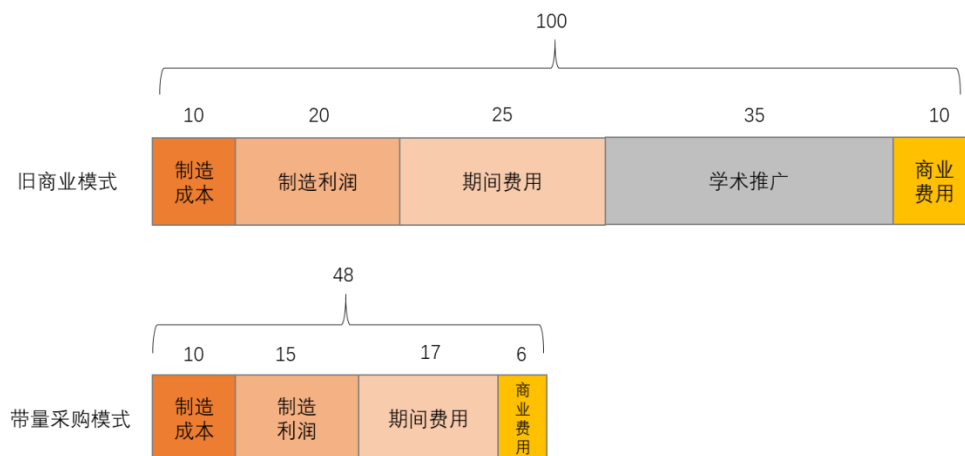 100
10 20 25 35 10
旧商业模式
制造
成本
制造利润
期间费用
学术推广
商业
费用
48
10 15 17 6
带量采购模式
制造
成本
制造
利润
期间费用
商
业
费
用